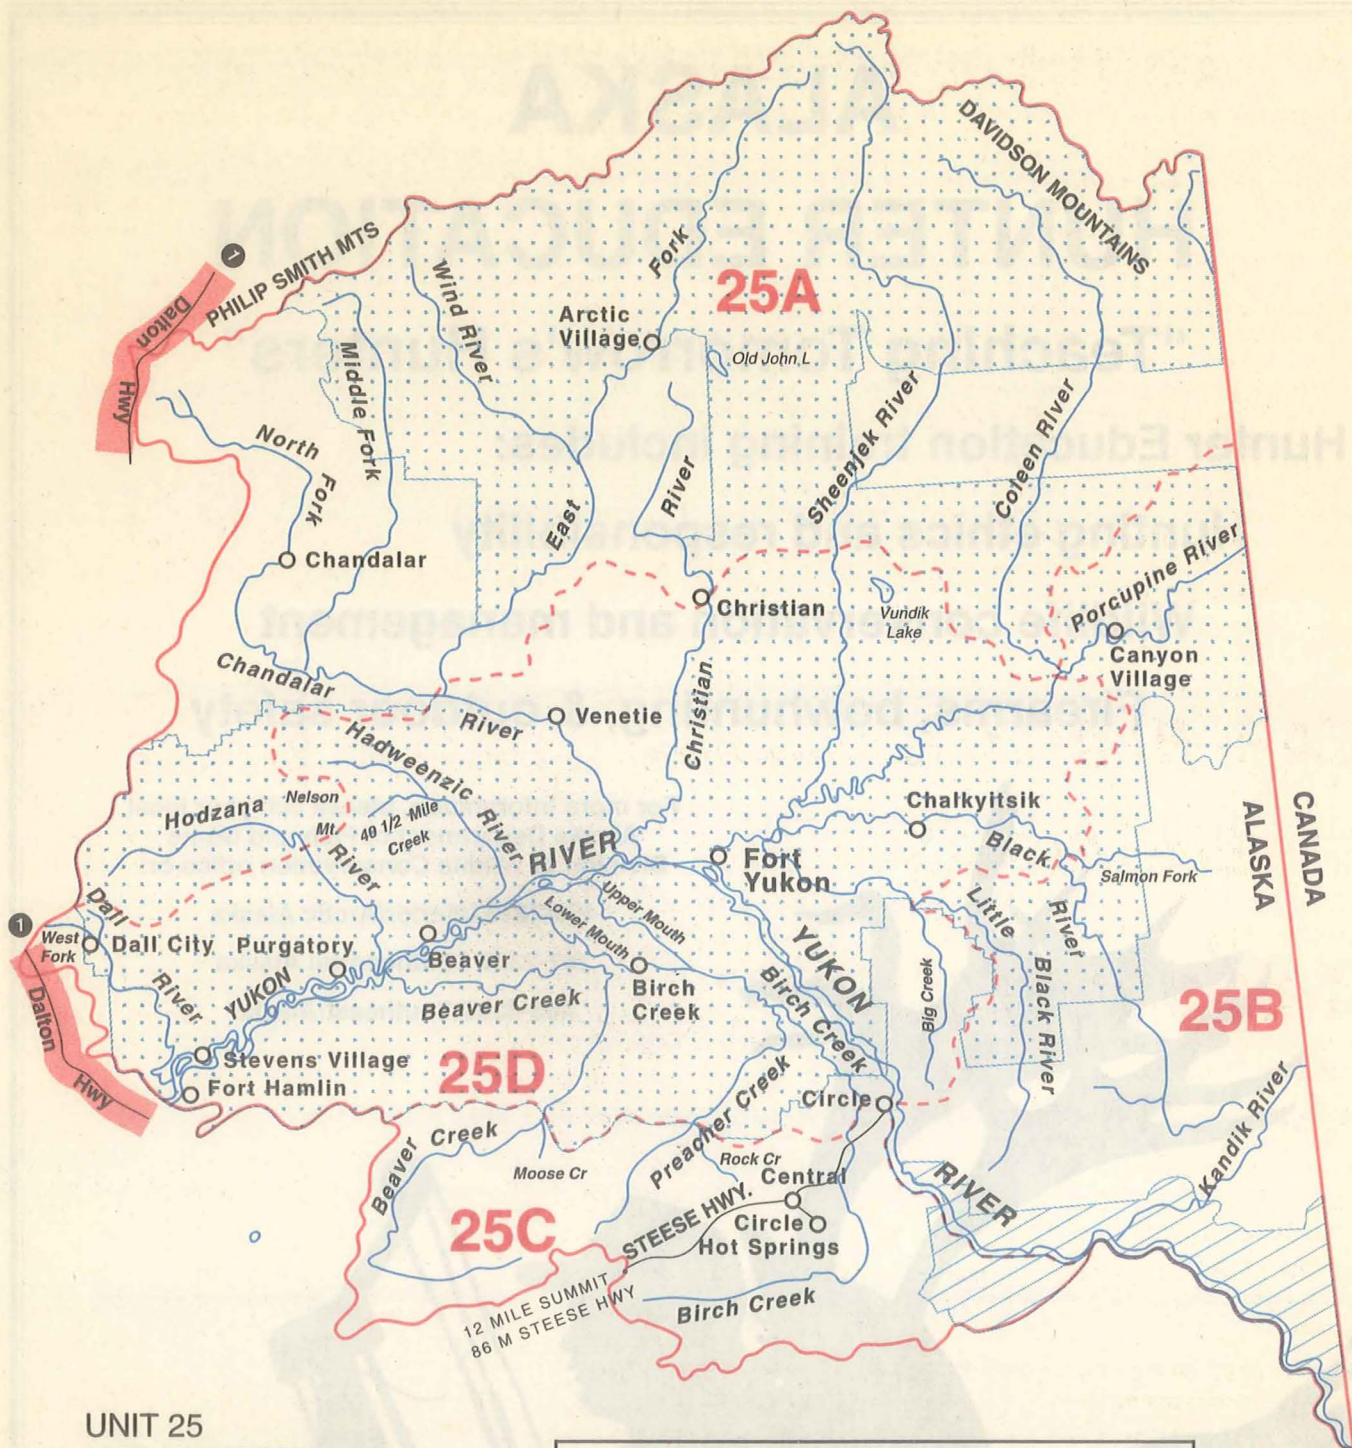 DAVIDSON MOUNTAINS
PHILIP SMITH MTS
1
Dalton
Hwy
Wind River
Fork
25A
Arctic
Village
Old John L
Middle Fork
North
Fork
East
River
Sheenjek River
Coleen River
Chandalar
Christian
Vundik
Lake
Porcupine River
Canyon
Village
Chandalar
River
Venetie
Christian
Hadweenzic
River
Hodzana
River
Nelson
Mt.
40 1/2 Mile
Creek
RIVER
Fort
Yukon
Chalkyitsik
Black
River
Salmon Fork
ALASKA
CANADA
Upper Mouth
Lower Mouth
Little
Black River
Big Creek
YUKON
Birch Creek
1
West
Fork
Dall
River
Dall City
Purgatory
Beaver
YUKON
Beaver Creek
Birch
Creek
25B
Dalton
Hwy
Stevens Village
Fort Hamlin
25D
Preacher Creek
Circle
Kandik River
Beaver
Creek
Moose Cr
Rock Cr
Central
RIVER
25C
STEESE HWY.
Circle
Hot Springs
12 MILE SUMMIT
86 M STEESE HWY
Birch Creek
UNIT 25